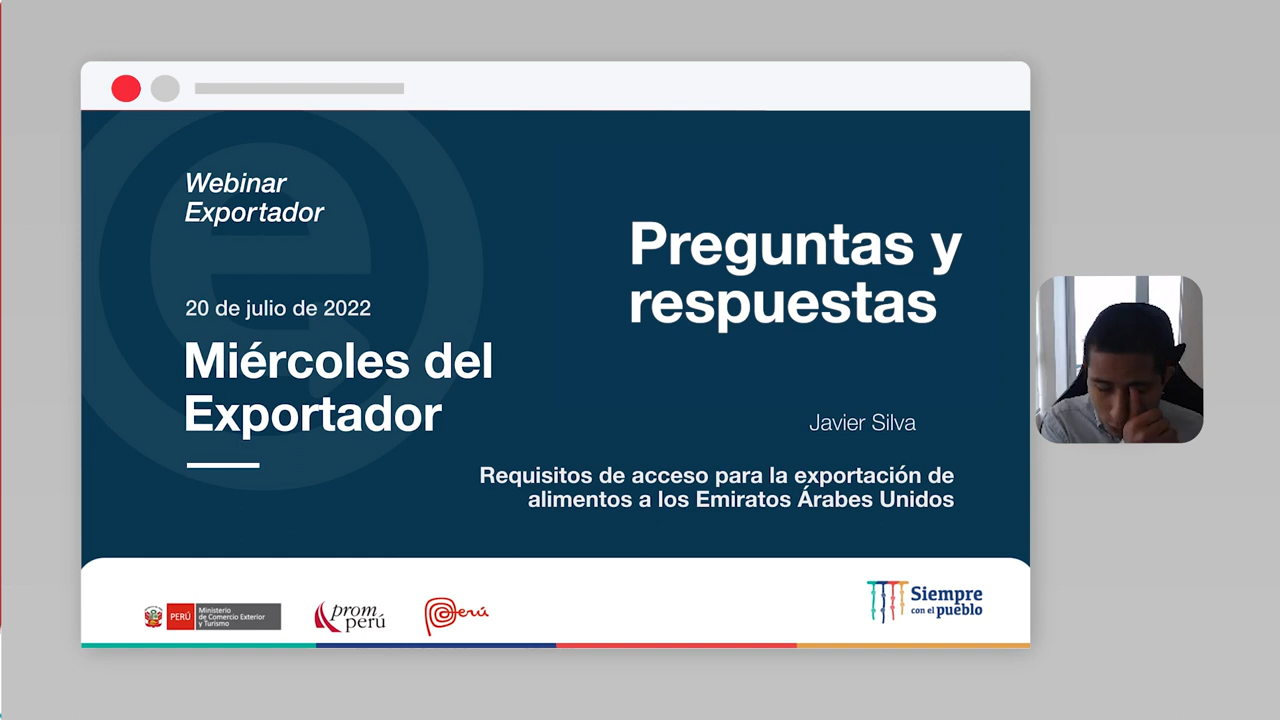 Webinar
Exportador
20 de julio de 2022
Miércoles del
Exportador
Preguntas y
respuestas
Javier Silva
Requisitos de acceso para la exportación de
alimentos a los Emiratos Árabes Unidos
PERÚ
Ministerio
de Comercio Exterior
y Turismo
prom
perú
Perú
Siempre
con el pueblo